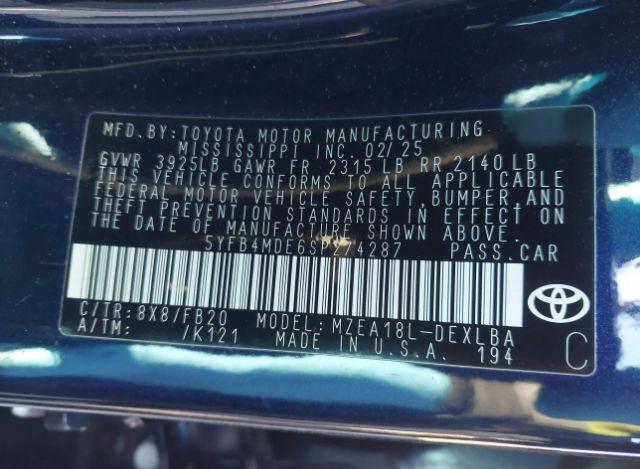 MFD. BY: TOYOTA MOTOR MANUFACTURING
MISSISSIPPI INC. 02/25
GVWR 3925LB GAWR FR 2315 LB RR 2140 LB
THIS VEHICLE CONFORMS TO ALL APPLICABLE
FEDERAL MOTOR VEHICLE SAFETY, BUMPER, AND
THEFT PREVENTION STANDARDS IN EFFECT ON
THE DATE OF MANUFACTURE SHOWN ABOVE.
5YFB4MDE6SP274287 PASS. CAR
C/TR: 8X8/FB20 MODEL: MZEA18L-DEXLBA
A/TM: /K121 MADE IN U.S.A. 194
C